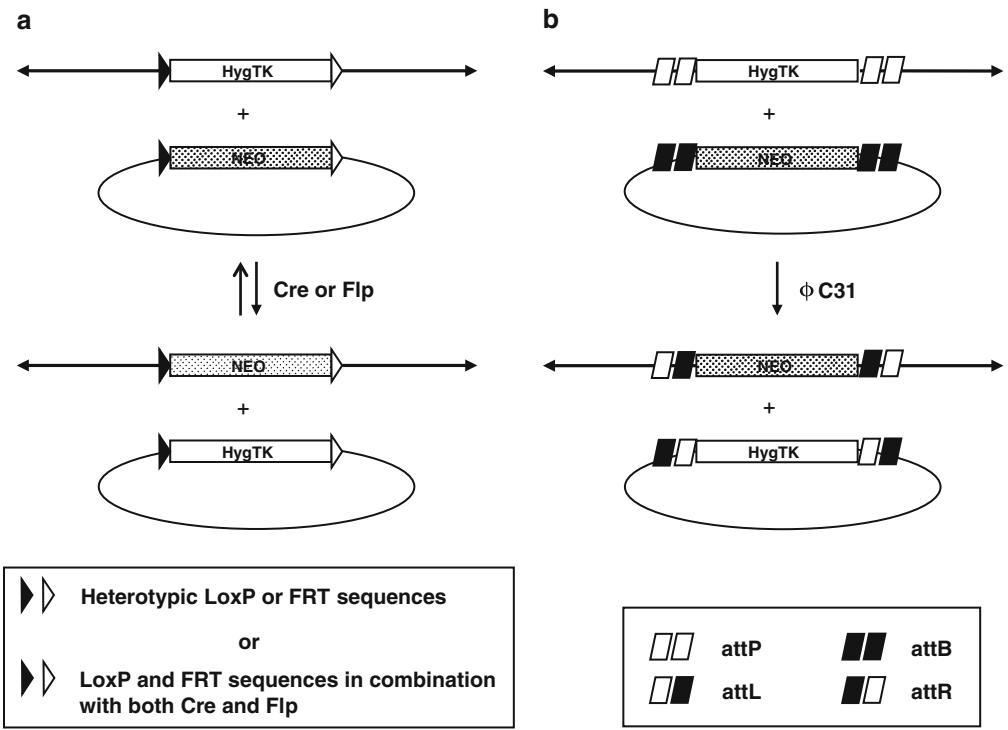 a
HygTK
+
NEO
Cre or Flp
NEO
+
HygTK
Heterotypic LoxP or FRT sequences
or
LoxP and FRT sequences in combination
with both Cre and Flp
b
HygTK
+
NEO
ϕ C31
NEO
+
HygTK
attP
attB
attL
attR